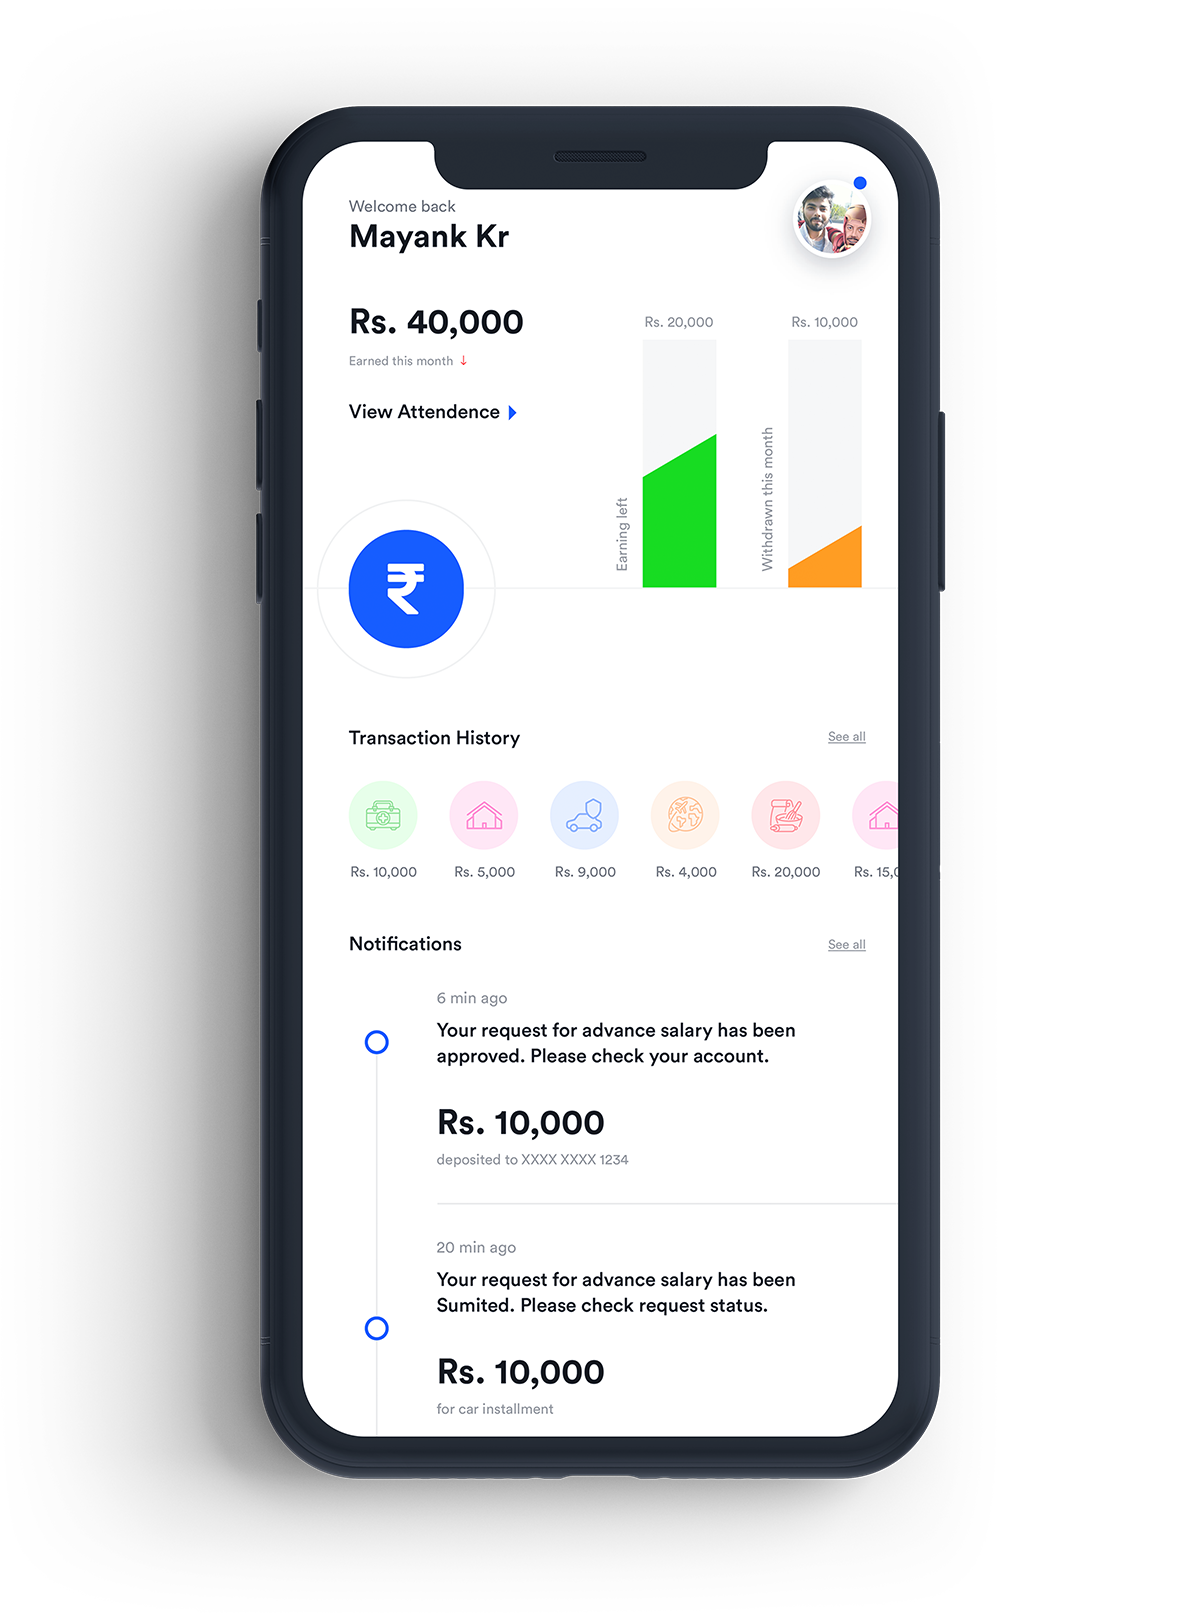 Welcome back
Mayank Kr
Rs. 40,000
Earned this month ↓
View Attendence
Rs. 20,000
Earning left
Rs. 10,000
Withdrawn this month
₹
Transaction History
See all
Rs. 10,000
Rs. 5,000
Rs. 9,000
Rs. 4,000
Rs. 20,000
Rs. 15,0
Notifications
See all
6 min ago
Your request for advance salary has been
approved. Please check your account.
Rs. 10,000
deposited to XXXX XXXX 1234
20 min ago
Your request for advance salary has been
Sumited. Please check request status.
Rs. 10,000
for car installment